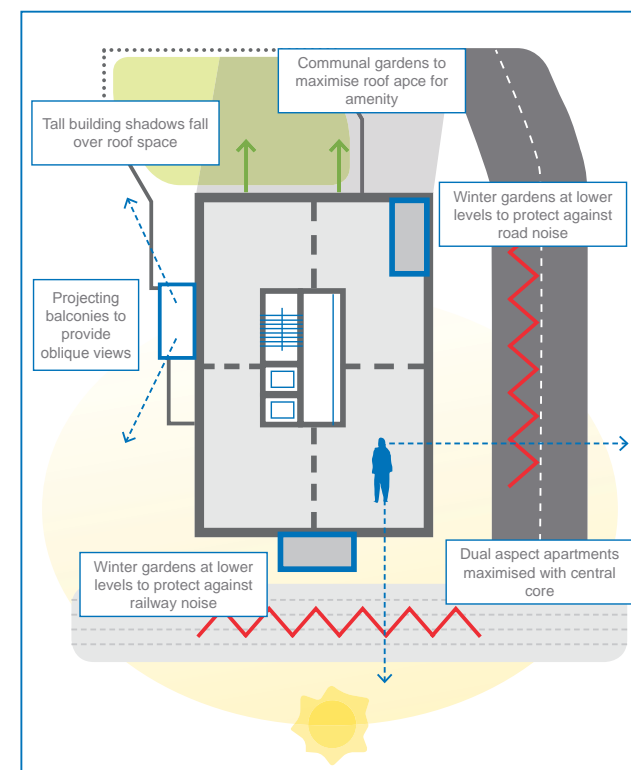 Communal gardens to
maximise roof apce for
amenity
Tall building shadows fall
over roof space
Winter gardens at lower
levels to protect against
road noise
Projecting
balconies to
provide
oblique views
Winter gardens at lower
levels to protect against
railway noise
Dual aspect apartments
maximised with central
core